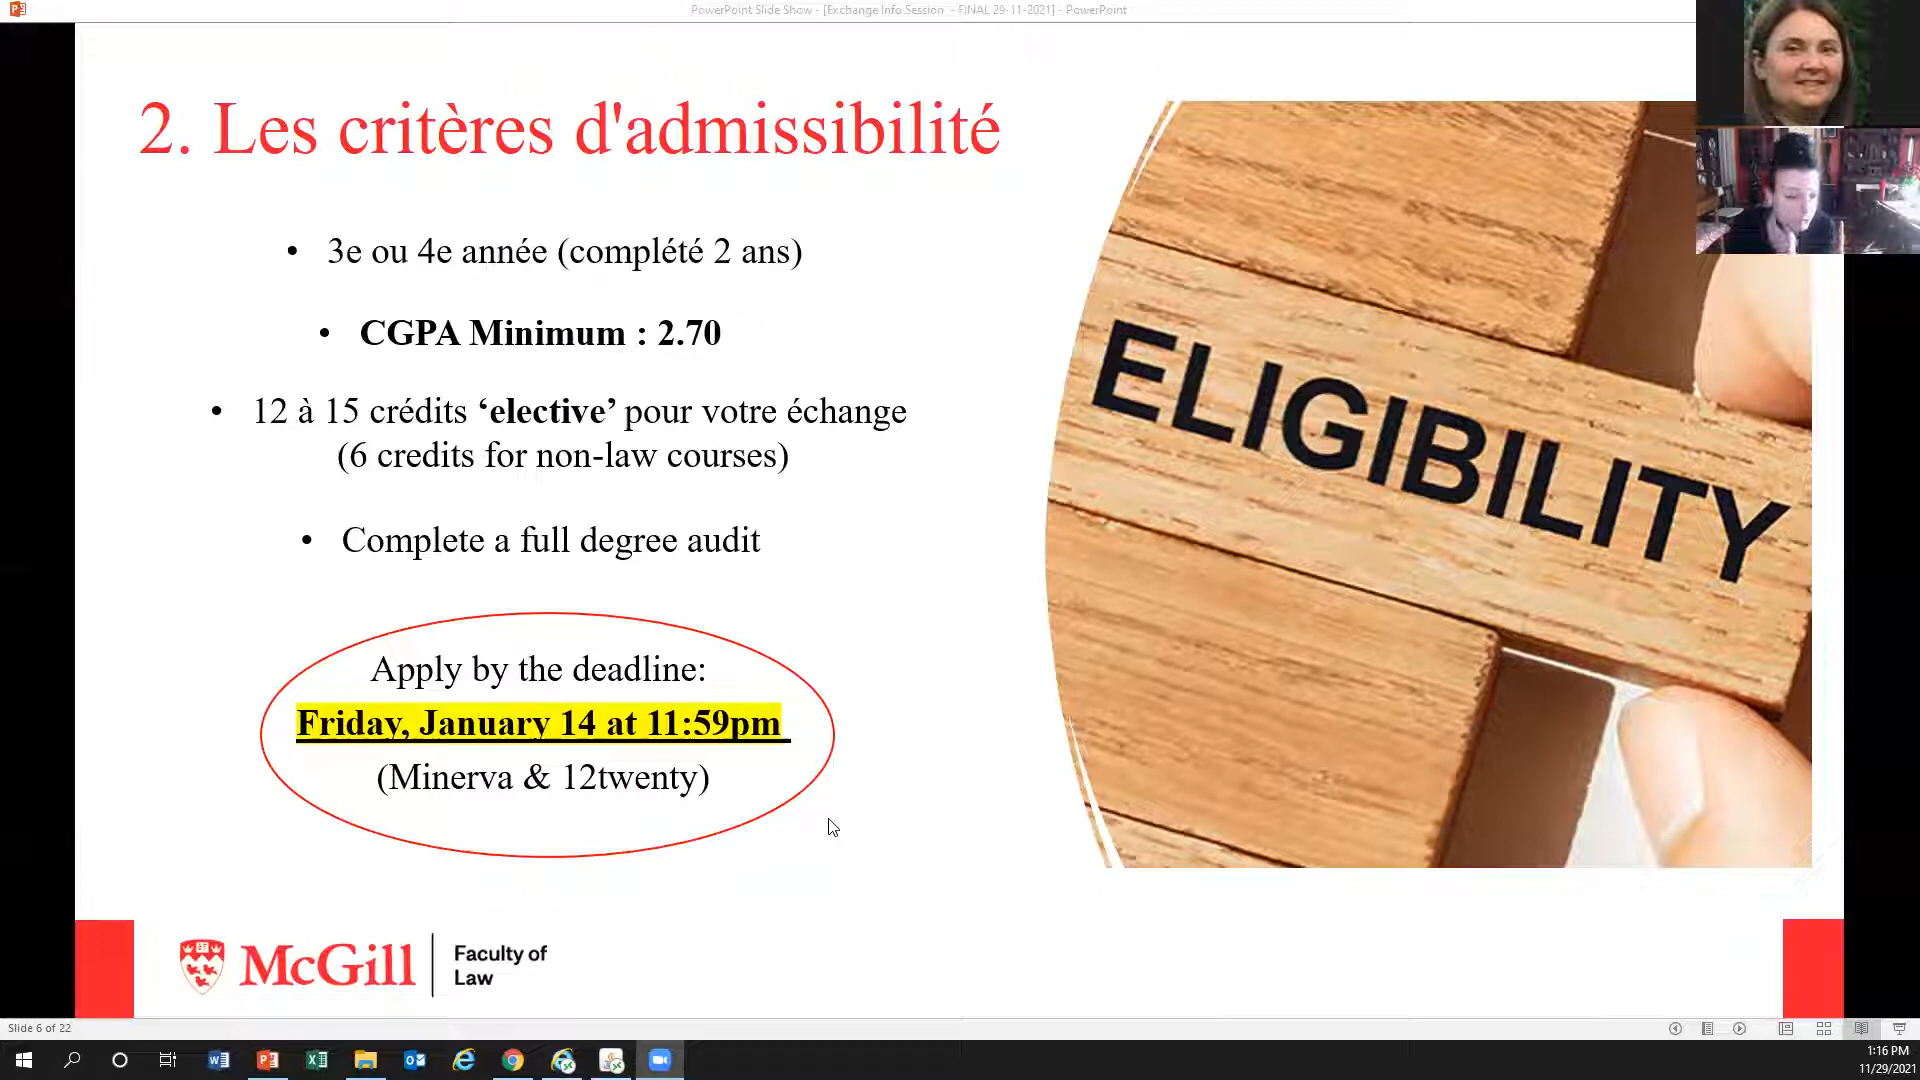 PowerPoint Slide Show - [Exchange Info Session - FINAL 29-11-2021] - PowerPoint
2. Les critères d'admissibilité
• 3e ou 4e année (complété 2 ans)
• CGPA Minimum : 2.70
• 12 à 15 crédits ‘elective’ pour votre échange
(6 credits for non-law courses)
• Complete a full degree audit
Apply by the deadline:
Friday, January 14 at 11:59pm
(Minerva & 12twenty)
ELIGIBILITY
McGill
Faculty of
Law
Slide 6 of 22
1:16 PM
11/29/2021